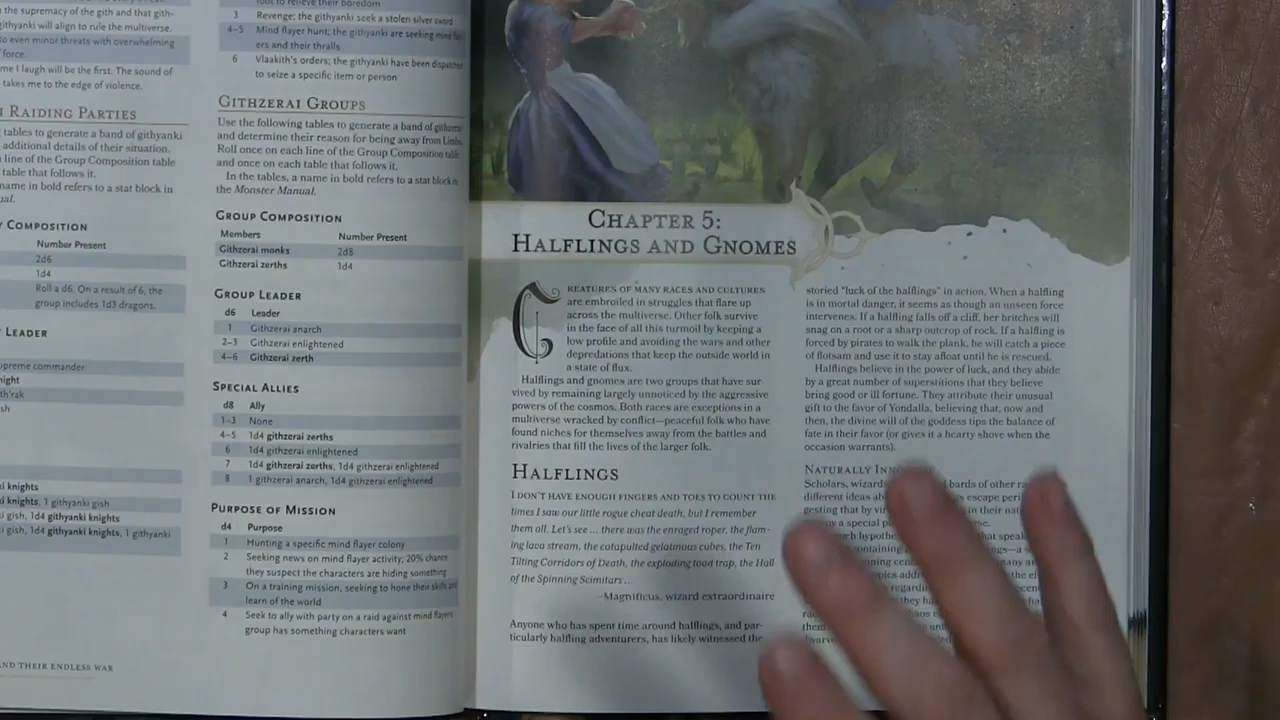 the supremacy of the gith and that gith-
githyanki will align to rule the multiverse.
to even minor threats with overwhelming
force.
me I laugh will be the first. The sound of
takes me to the edge of violence.
Raiding Parties
tables to generate a band of githyanki
additional details of their situation.
line of the Group Composition table
table that follows it.
name in bold refers to a stat block in
Composition
Number Present
2d6
1d4
Roll a d6. On a result of 6, the
group includes 1d3 dragons.
Leader
supreme commander
knights
knights, 1 githyanki gish
gish, 1d4 githyanki knights
gish, 1d4 githyanki knights, 1 githyanki
and their endless war
to relieve their boredom
3 Revenge; the githyanki seek a stolen silver sword
4–5 Mind flayer hunt; the githyanki are seeking mind flay-
ers and their thralls
6 Vlaakith's orders; the githyanki have been dispatched
to seize a specific item or person
Githzerai Groups
Use the following tables to generate a band of githzerai
and determine their reason for being away from Limbo.
Roll once on each line of the Group Composition table
and once on each table that follows it.
In the tables, a name in bold refers to a stat block in
the Monster Manual.
Group Composition
Members Number Present
Githzerai monks 2d8
Githzerai zerths 1d4
Group Leader
d6 Leader
1 Githzerai anarch
2–3 Githzerai enlightened
4–6 Githzerai zerth
Special Allies
d8 Ally
1–3 None
4–5 1d4 githzerai zerths
6 1d4 githzerai enlightened
7 1d4 githzerai zerths, 1d4 githzerai enlightened
8 1 githzerai anarch, 1d4 githzerai enlightened
Purpose of Mission
d4 Purpose
1 Hunting a specific mind flayer colony
2 Seeking news on mind flayer activity; 20% chance
they suspect the characters are hiding something
3 On a training mission, seeking to hone their skills and
learn of the world
4 Seek to ally with party on a raid against mind flayers;
group has something characters want
Chapter 5:
Halflings and Gnomes
Creatures of many races and cultures
are embroiled in struggles that flare up
across the multiverse. Other folk survive
in the face of all this turmoil by keeping a
low profile and avoiding the wars and other
depredations that keep the outside world in
a state of flux.
Halflings and gnomes are two groups that have sur-
vived by remaining largely unnoticed by the aggressive
powers of the cosmos. Both races are exceptions in a
multiverse wracked by conflict—peaceful folk who have
found niches for themselves away from the battles and
rivalries that fill the lives of the larger folk.
Halflings
I don't have enough fingers and toes to count the
times I saw our little rogue cheat death, but I remember
them all. Let's see ... there was the enraged roper, the flam-
ing lava stream, the catapulted gelatinous cubes, the Ten
Tilting Corridors of Death, the exploding toad trap, the Hall
of the Spinning Scimitars ...
—Magnificus, wizard extraordinaire
Anyone who has spent time around halflings, and par-
ticularly halfling adventurers, has likely witnessed the
storied "luck of the halflings" in action. When a halfling
is in mortal danger, it seems as though an unseen force
intervenes. If a halfling falls off a cliff, her britches will
snag on a root or a sharp outcrop of rock. If a halfling is
forced by pirates to walk the plank, he will catch a piece
of flotsam and use it to stay afloat until he is rescued.
Halflings believe in the power of luck, and they abide
by a great number of superstitions that they believe
bring good or ill fortune. They attribute their unusual
gift to the favor of Yondalla, believing that, now and
then, the divine will of the goddess tips the balance of
fate in their favor (or gives it a hearty shove when the
occasion warrants).
Naturally
Scholars, wizards bards of other
different ideas escape
gesting that by in their
a special
hypothe that speak
containing